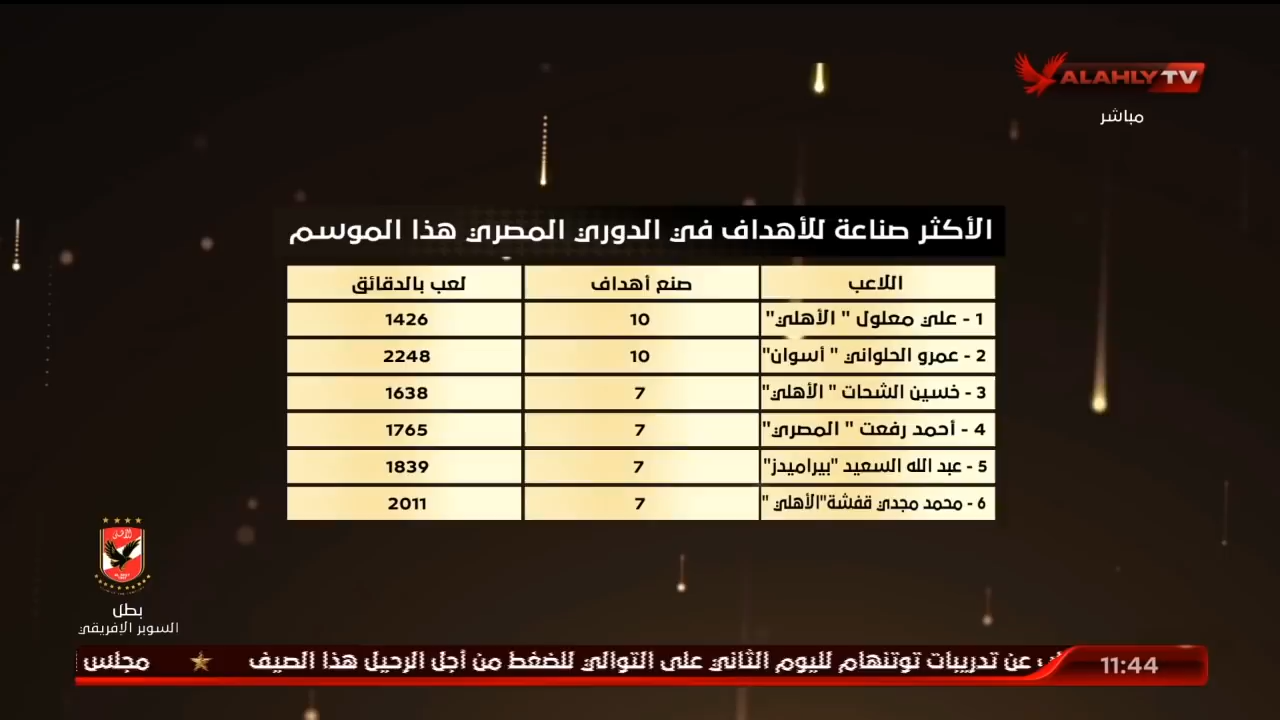 ALAHLY TV
مباشر
الأكثر صناعة للأهداف في الدوري المصري هذا الموسم
اللاعب صنع أهداف لعب بالدقائق
1 - علي معلول " الأهلي" 10 1426
2 - عمرو الحلواني " أسوان" 10 2248
3 - خسين الشحات " الأهلي" 7 1638
4 - أحمد رفعت " المصري" 7 1765
5 - عبد الله السعيد "بيراميدز" 7 1839
6 - محمد مجدي قفشة"الأهلي " 7 2011
بطل
السوبر الإفريقي
عن تدريبات توتنهام لليوم الثاني على التوالي للضغط من أجل الرحيل هذا الصيف ★ مجلس
11:44